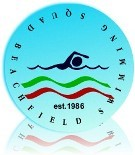 BEACHFIELD SWIMMING SQUAD
est.1986